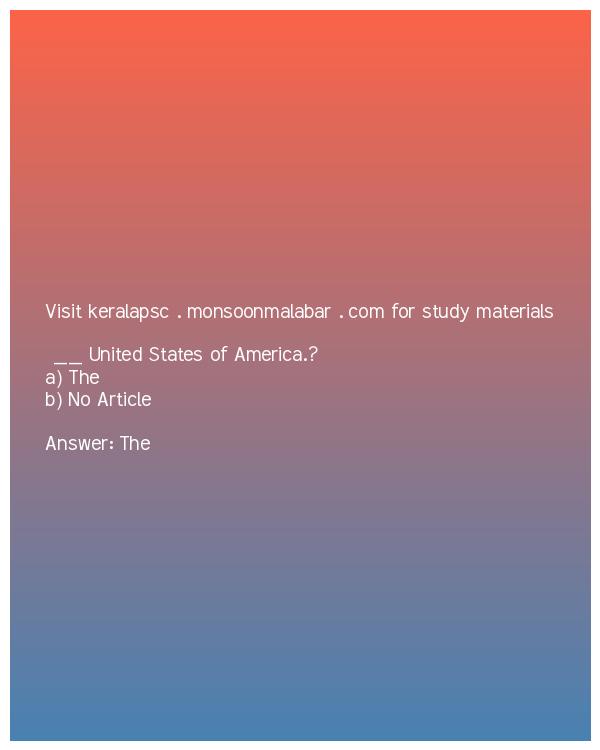 Visit keralapsc . monsoonmalabar . com for study materials
__ United States of America.?
a) The
b) No Article
Answer: The